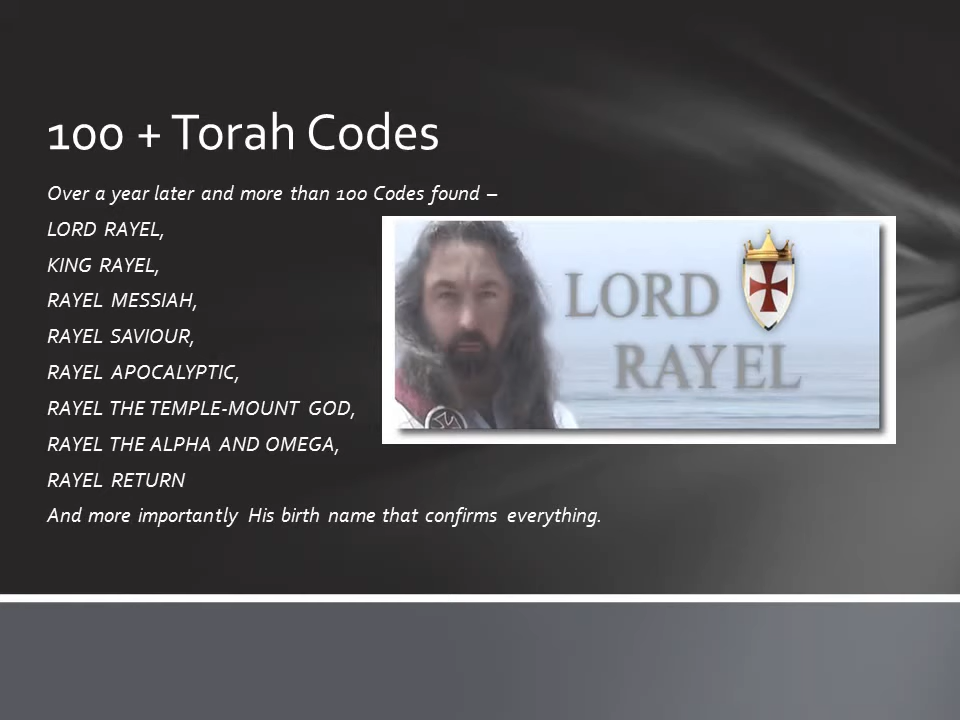 100 + Torah Codes
Over a year later and more than 100 Codes found –
LORD RAYEL,
KING RAYEL,
RAYEL MESSIAH,
RAYEL SAVIOUR,
RAYEL APOCALYPTIC,
RAYEL THE TEMPLE-MOUNT GOD,
RAYEL THE ALPHA AND OMEGA,
RAYEL RETURN
And more importantly His birth name that confirms everything.
LORD
RAYEL